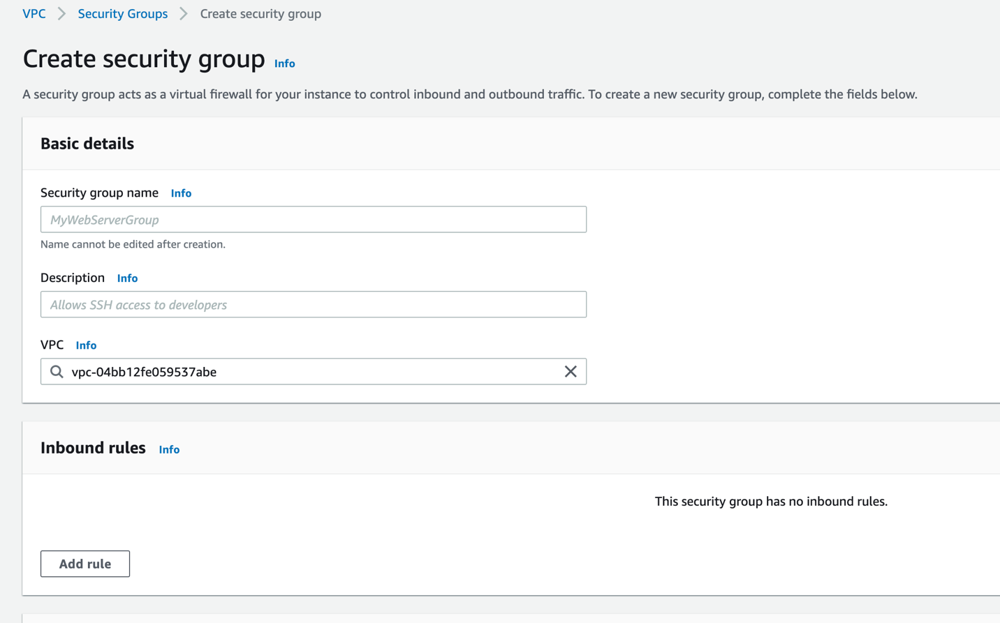 VPC > Security Groups > Create security group
Create security group Info
A security group acts as a virtual firewall for your instance to control inbound and outbound traffic. To create a new security group, complete the fields below.
Basic details
Security group name Info
MyWebServerGroup
Name cannot be edited after creation.
Description Info
Allows SSH access to developers
VPC Info
vpc-04bb12fe059537abe
Inbound rules Info
This security group has no inbound rules.
Add rule